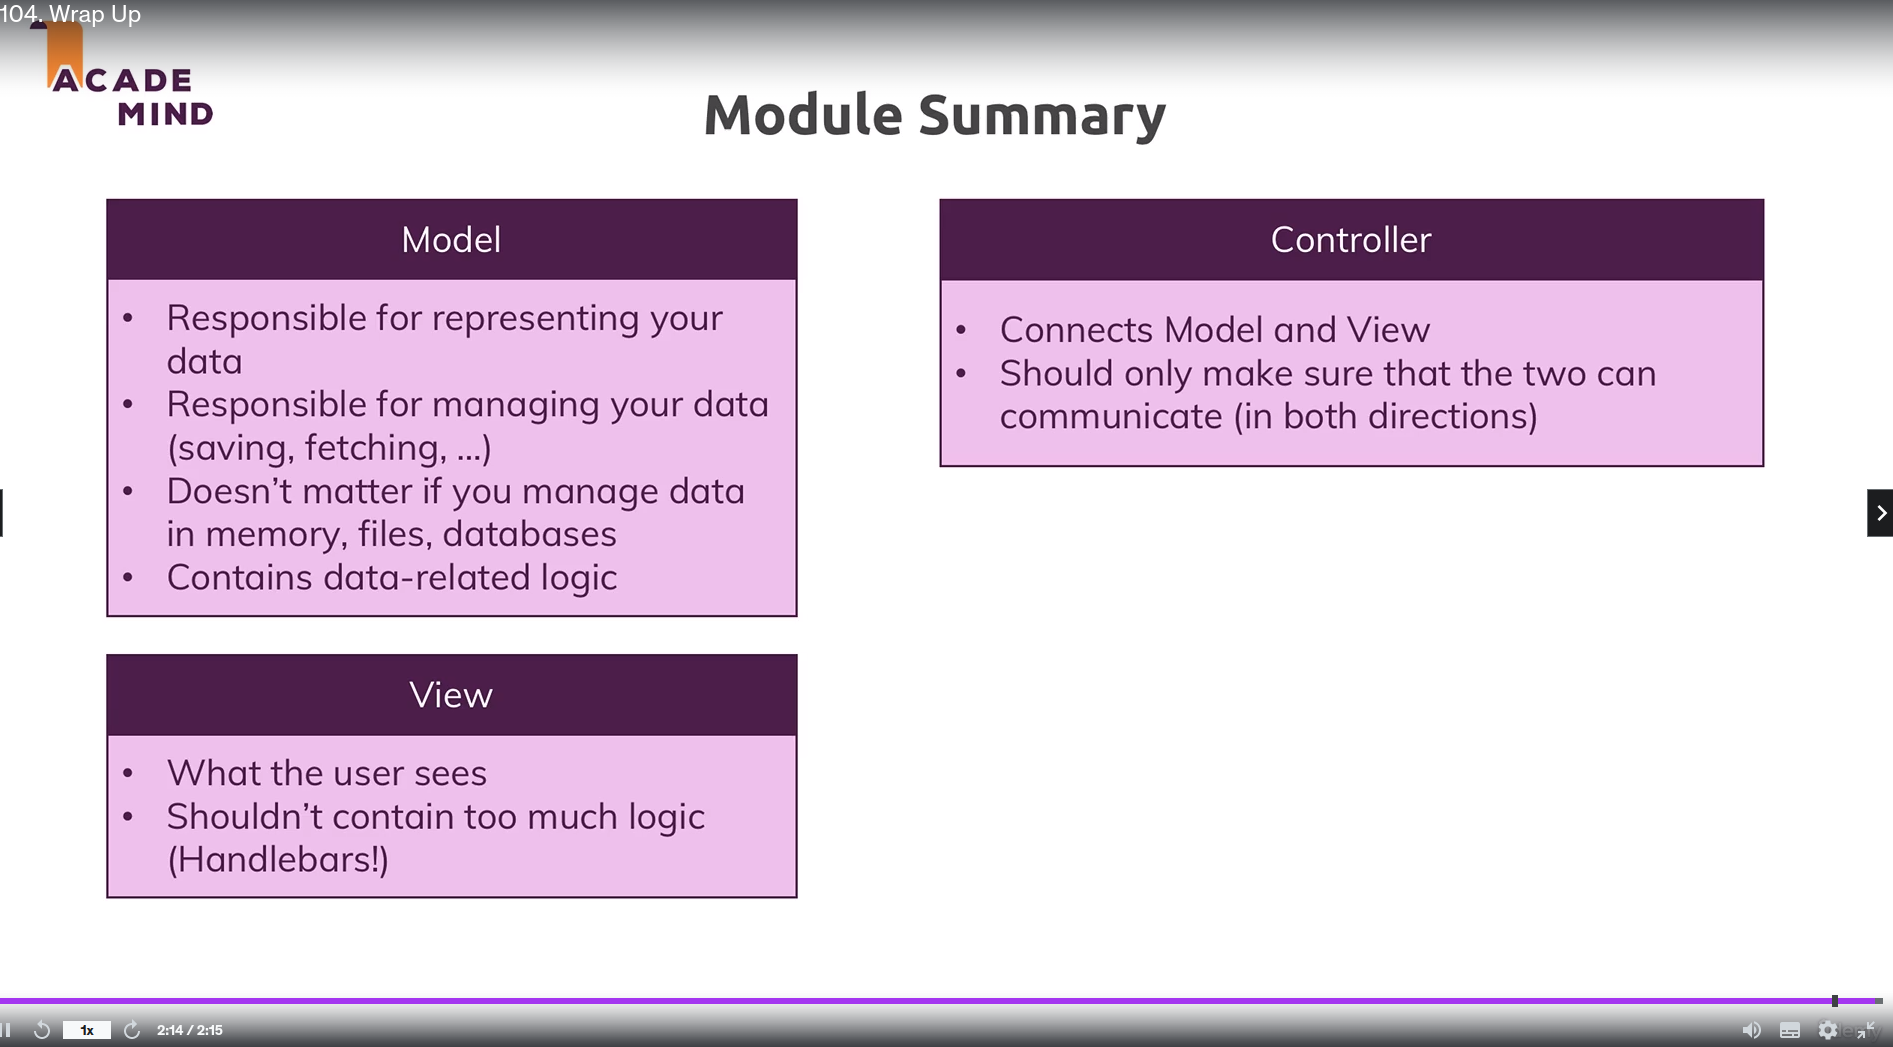 104. Wrap Up
ACADE
MIND
Module Summary
Model
• Responsible for representing your
data
• Responsible for managing your data
(saving, fetching, ...)
• Doesn’t matter if you manage data
in memory, files, databases
• Contains data-related logic
View
• What the user sees
• Shouldn’t contain too much logic
(Handlebars!)
Controller
• Connects Model and View
• Should only make sure that the two can
communicate (in both directions)
1x
2:14 / 2:15